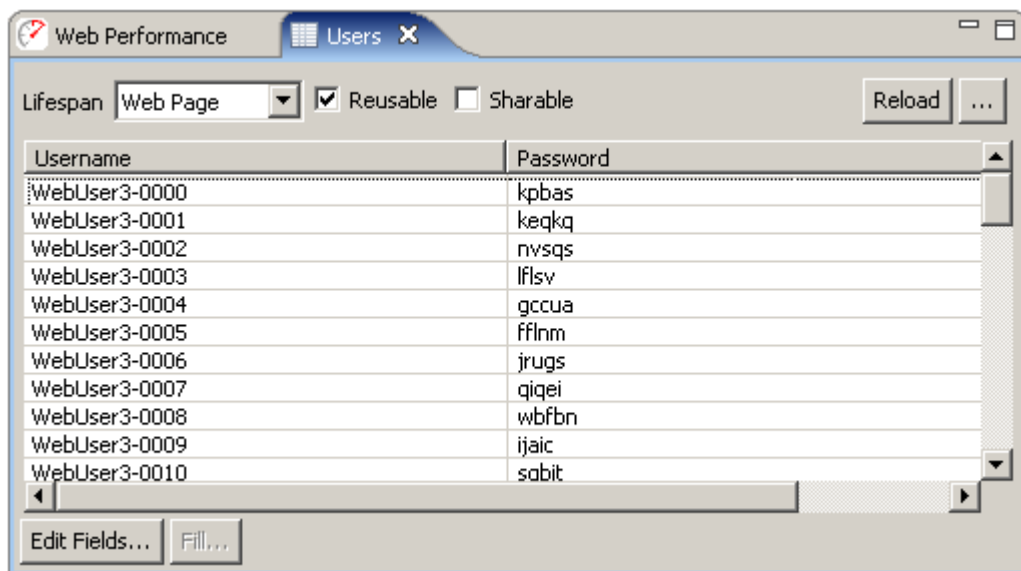 Web Performance Users
Lifespan Web Page Reusable Sharable Reload ...
Username Password
WebUser3-0000 kpbas
WebUser3-0001 keqkq
WebUser3-0002 nvsqs
WebUser3-0003 lflsv
WebUser3-0004 gccua
WebUser3-0005 fflnm
WebUser3-0006 jrugs
WebUser3-0007 qiqei
WebUser3-0008 wbfbn
WebUser3-0009 ijaic
WebUser3-0010 sqbit
Edit Fields... Fill...